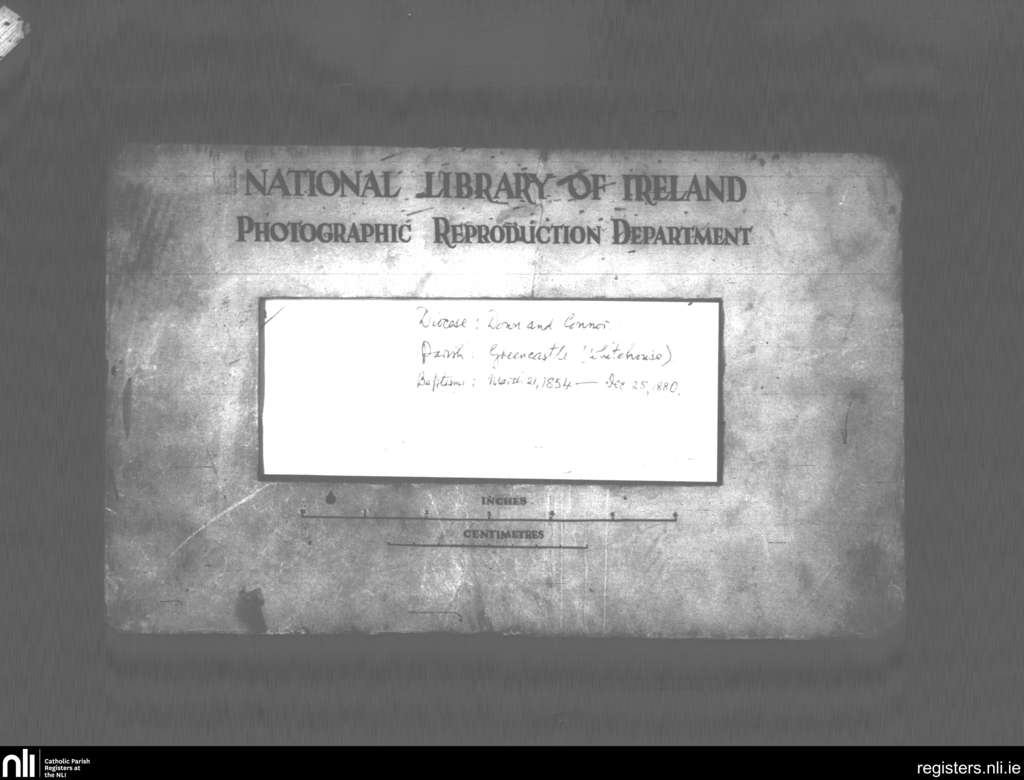 NATIONAL LIBRARY OF IRELAND
PHOTOGRAPHIC REPRODUCTION DEPARTMENT
Diocese : Down and Connor.
Parish : Greencastle (Whitehouse)
Baptisms : March 21, 1854 — Dec 25, 1880.
INCHES
CENTIMETRES
nli Catholic Parish
Registers at
the NLI
registers.nli.ie